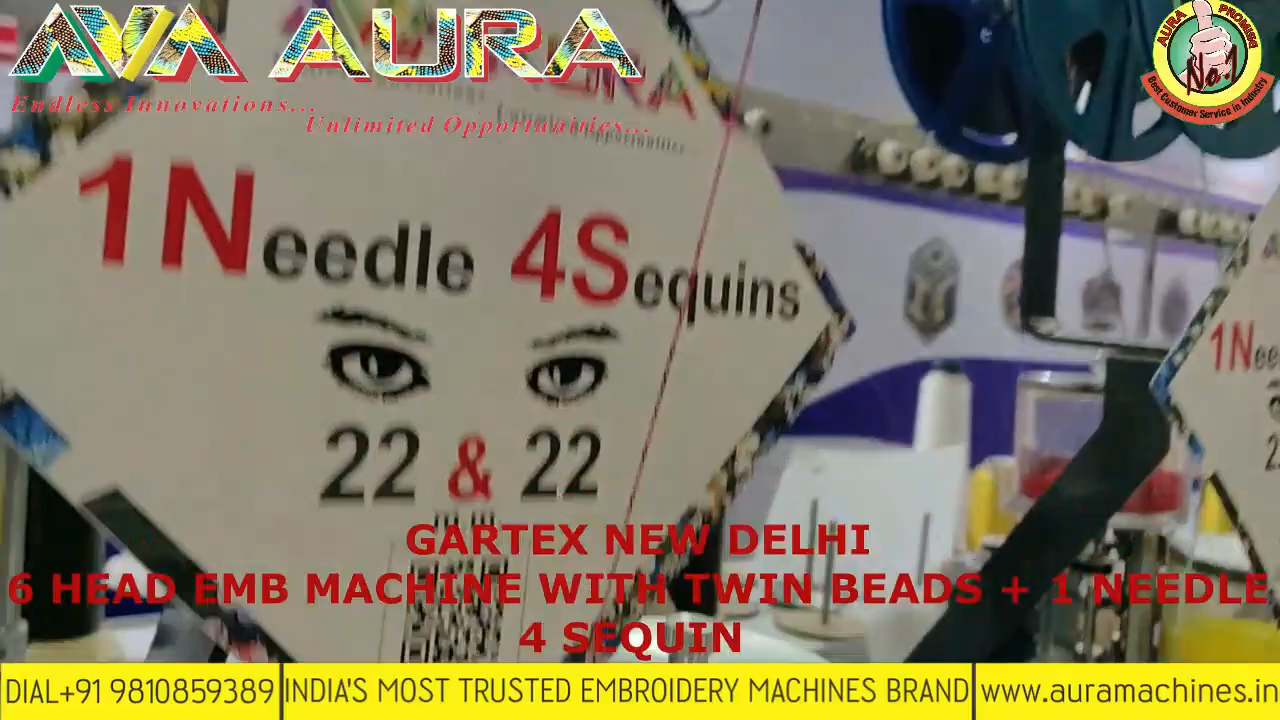 AVA AURA
Endless Innovations...
Unlimited Opportunities...
AURA PROMISE
No.1
Best Customer Service in Industry
1Needle 4Sequins
22 & 22
1Nee
GARTEX NEW DELHI
6 HEAD EMB MACHINE WITH TWIN BEADS + 1 NEEDLE
4 SEQUIN
DIAL+91 9810859389
INDIA'S MOST TRUSTED EMBROIDERY MACHINES BRAND
www.auramachines.in